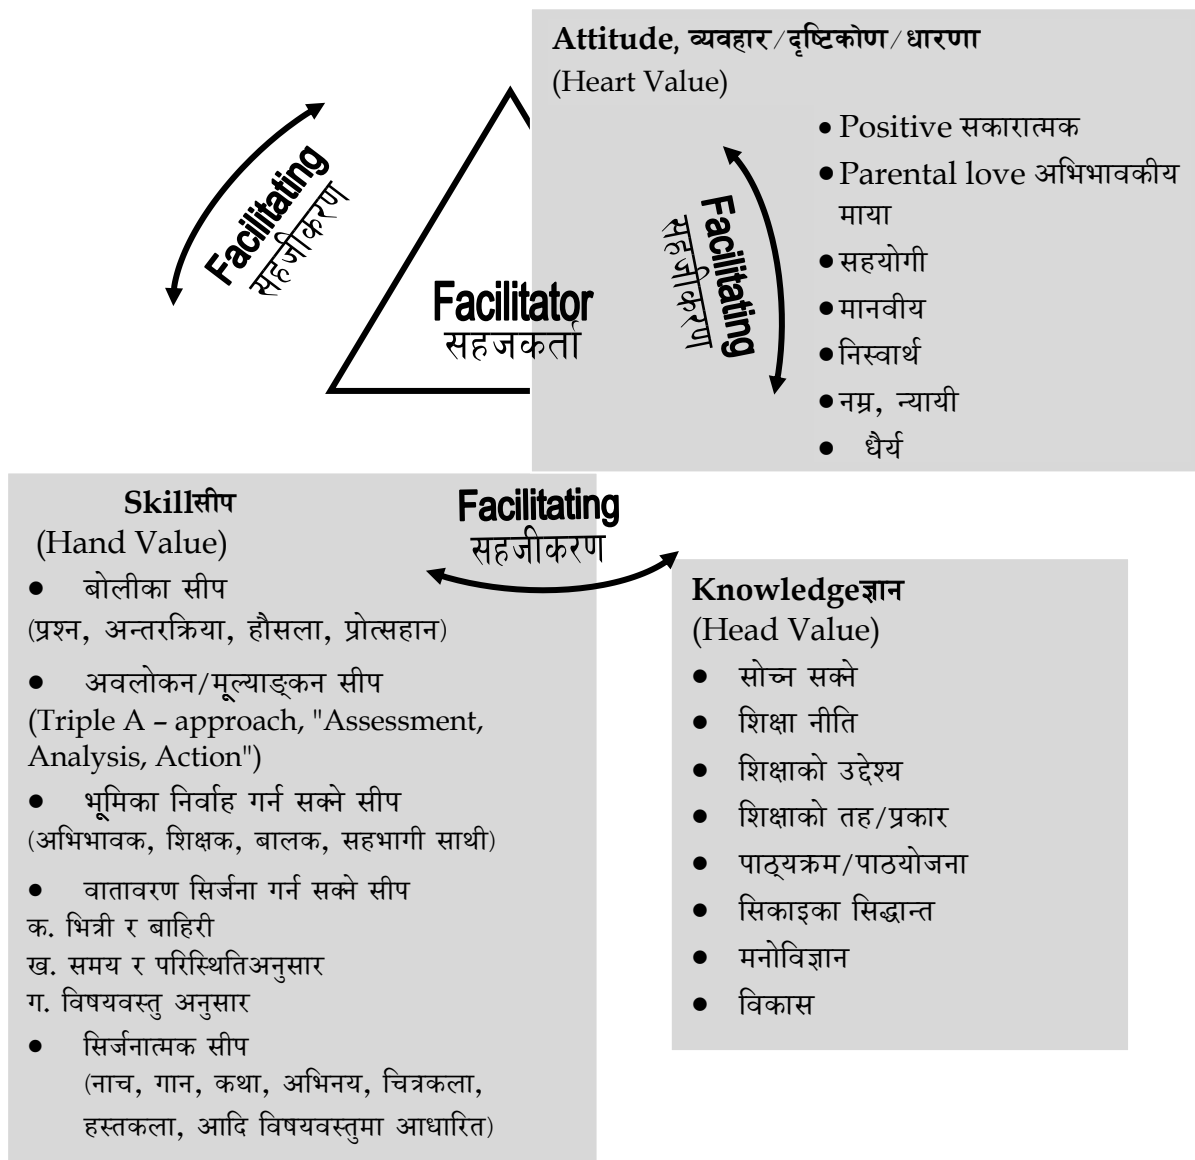 Attitude, व्यवहार/दृष्टिकोण/धारणा
(Heart Value)
• Positive सकारात्मक
• Parental love अभिभावकीय
माया
• सहयोगी
• मानवीय
• निस्वार्थ
• नम्र, न्यायी
• धैर्य
Facilitating
सहजीकरण
Facilitating
सहजीकरण
Facilitator
सहजकर्ता
Facilitating
सहजीकरण
Skillसीप
(Hand Value)
• बोलीका सीप
(प्रश्न, अन्तरक्रिया, हौसला, प्रोत्सहान)
• अवलोकन/मूल्याङ्कन सीप
(Triple A – approach, "Assessment,
Analysis, Action")
• भूमिका निर्वाह गर्न सक्ने सीप
(अभिभावक, शिक्षक, बालक, सहभागी साथी)
• वातावरण सिर्जना गर्न सक्ने सीप
क. भित्री र बाहिरी
ख. समय र परिस्थितिअनुसार
ग. विषयवस्तु अनुसार
• सिर्जनात्मक सीप
(नाच, गान, कथा, अभिनय, चित्रकला,
हस्तकला, आदि विषयवस्तुमा आधारित)
Knowledgeज्ञान
(Head Value)
• सोच्न सक्ने
• शिक्षा नीति
• शिक्षाको उद्देश्य
• शिक्षाको तह/प्रकार
• पाठ्यक्रम/पाठयोजना
• सिकाइका सिद्धान्त
• मनोविज्ञान
• विकास